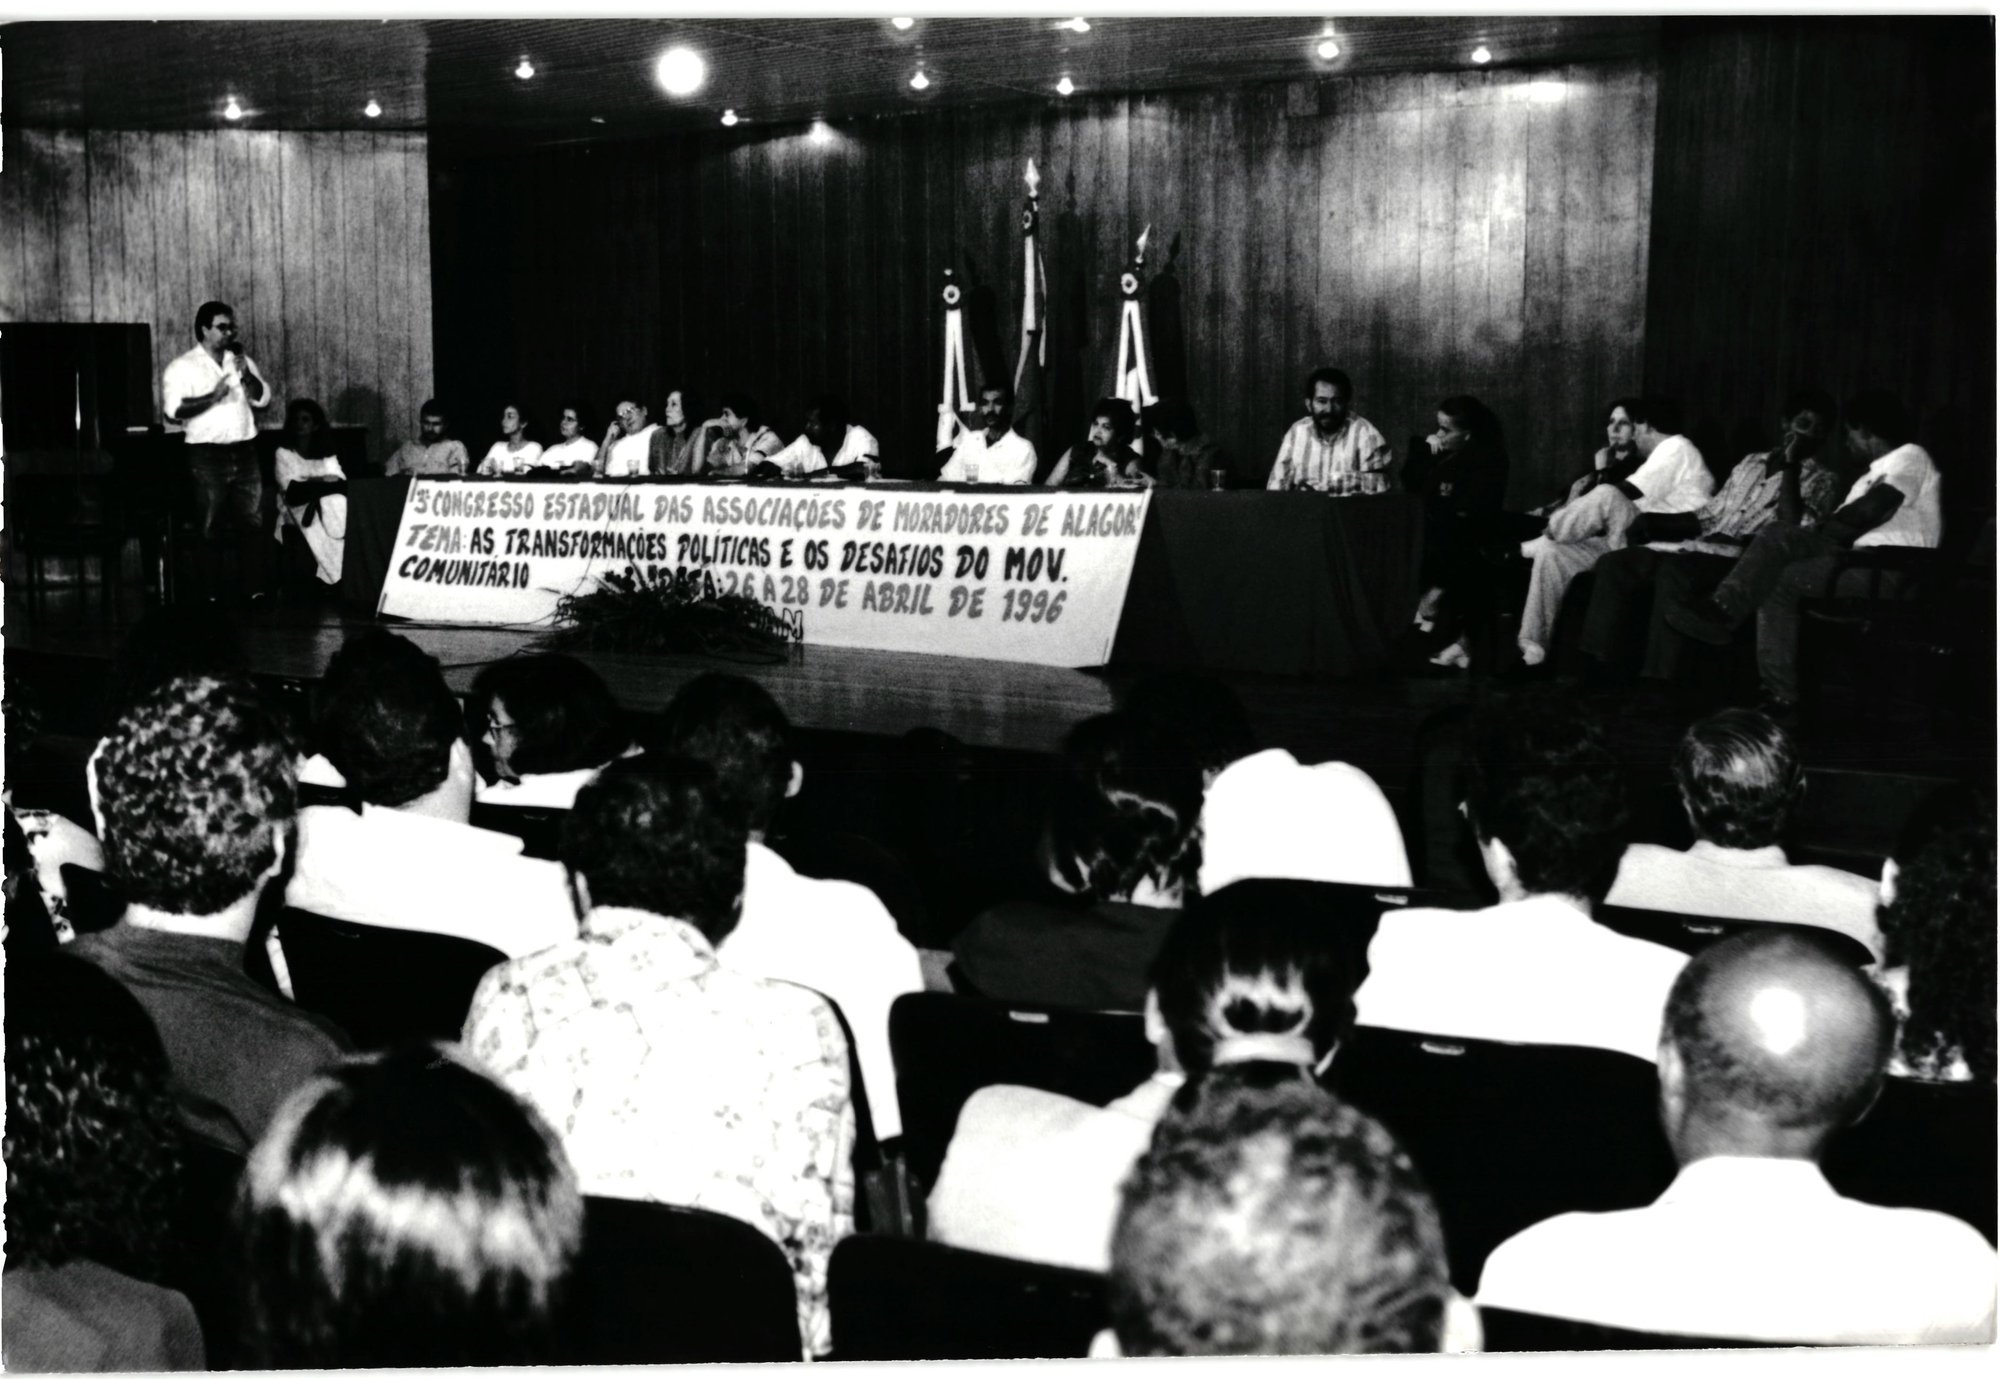 3º CONGRESSO ESTADUAL DAS ASSOCIAÇÕES DE MORADORES DE ALAGOAS
TEMA: AS TRANSFORMAÇÕES POLÍTICAS E OS DESAFIOS DO MOV.
COMUNITÁRIO
DATA: 26 A 28 DE ABRIL DE 1996